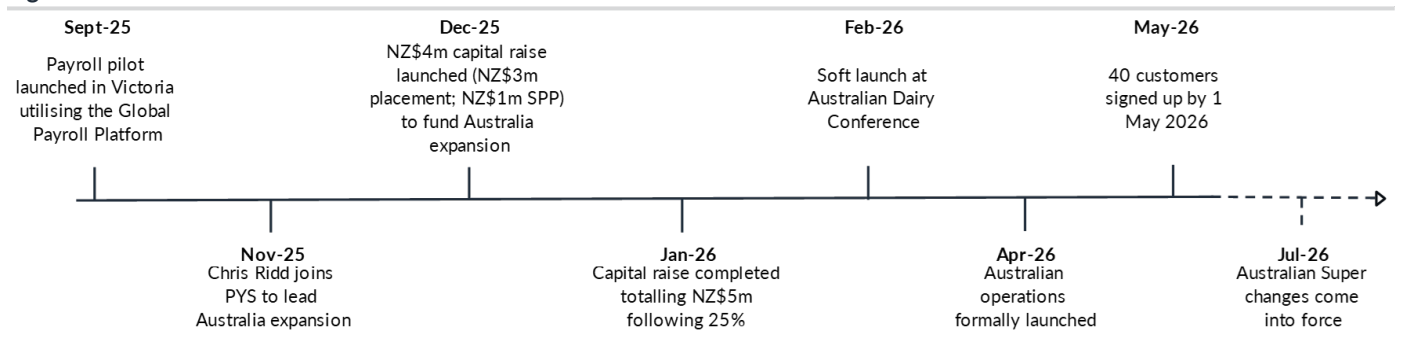 Sept-25
Payroll pilot
launched in Victoria
utilising the Global
Payroll Platform
Nov-25
Chris Ridd joins
PYS to lead
Australia expansion
Dec-25
NZ$4m capital raise
launched (NZ$3m
placement; NZ$1m SPP)
to fund Australia
expansion
Jan-26
Capital raise completed
totalling NZ$5m
following 25%
Feb-26
Soft launch at
Australian Dairy
Conference
Apr-26
Australian
operations
formally launched
May-26
40 customers
signed up by 1
May 2026
Jul-26
Australian Super
changes come
into force